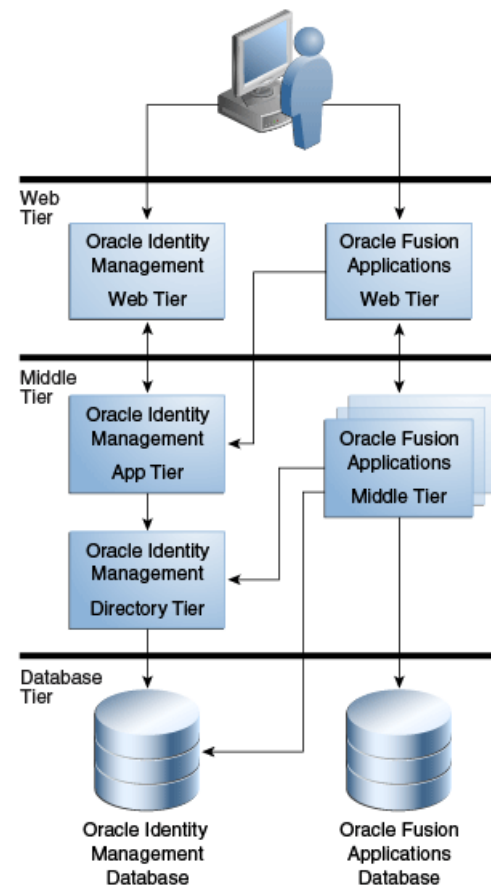 Web
Tier
Oracle Identity
Management
Web Tier
Oracle Fusion
Applications
Web Tier
Middle
Tier
Oracle Identity
Management
App Tier
Oracle Fusion
Applications
Middle Tier
Oracle Identity
Management
Directory Tier
Database
Tier
Oracle Identity
Management
Database
Oracle Fusion
Applications
Database